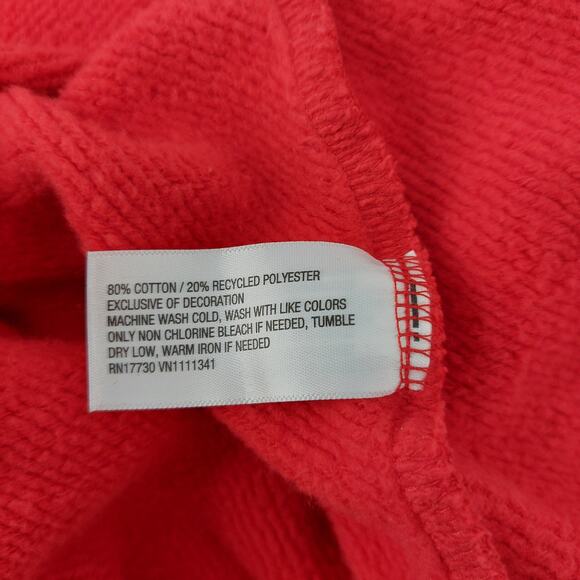 80% COTTON / 20% RECYCLED POLYESTER
EXCLUSIVE OF DECORATION
MACHINE WASH COLD, WASH WITH LIKE COLORS
ONLY NON CHLORINE BLEACH IF NEEDED, TUMBLE
DRY LOW, WARM IRON IF NEEDED
RN17730 VN1111341